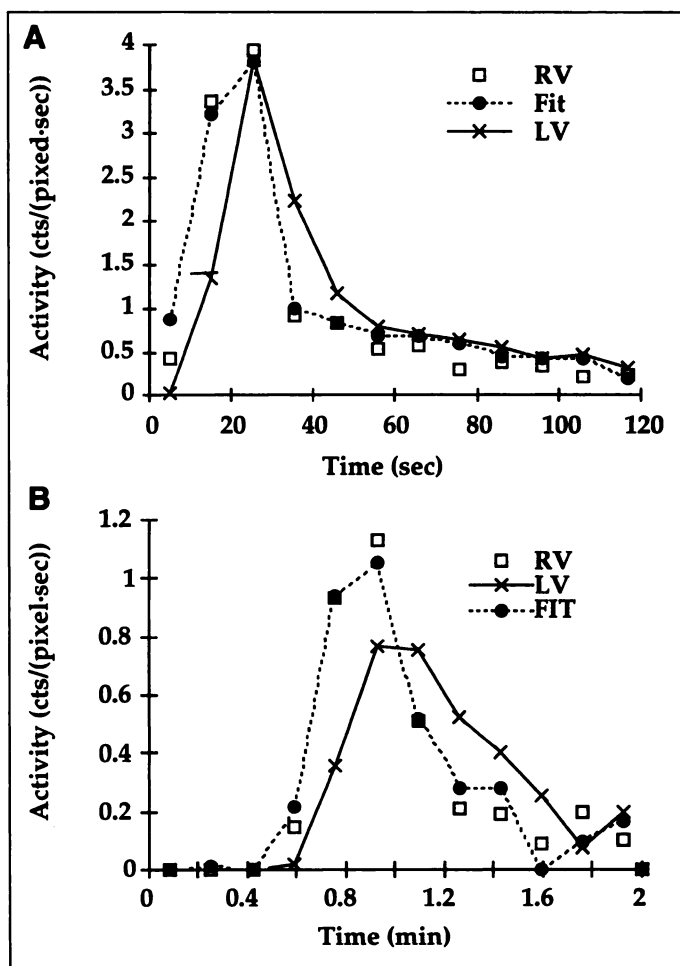 A
Activity (cts/(pixed·sec))
4
3.5
3
2.5
2
1.5
1
0.5
0
0 20 40 60 80 100 120
Time (sec)
RV
Fit
LV
B
Activity (cts/(pixel·sec))
1.2
1
0.8
0.6
0.4
0.2
0
0 0.4 0.8 1.2 1.6 2
Time (min)
RV
LV
FIT